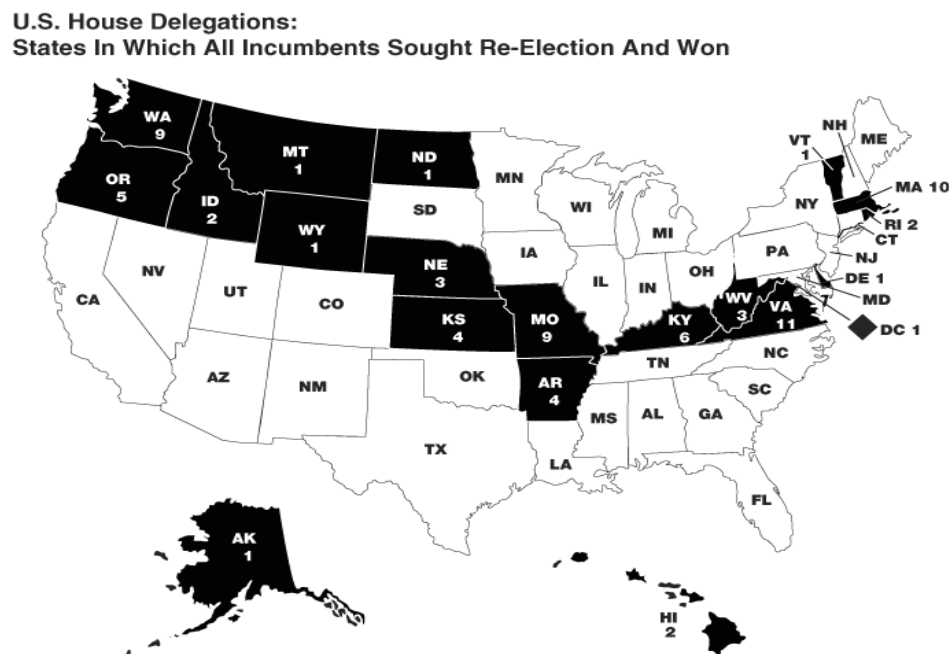 U.S. House Delegations:
States In Which All Incumbents Sought Re-Election And Won
WA
9
MT
1
ND
1
MN
VT
1
NH
ME
OR
5
ID
2
SD
WI
MI
NY
MA 10
RI 2
CT
WY
1
NE
3
IA
PA
NJ
DE 1
MD
DC 1
NV
UT
CO
CA
KS
4
MO
9
IL
IN
OH
WV
3
VA
11
KY
6
AZ
NM
OK
AR
4
TN
NC
SC
MS
AL
GA
TX
LA
FL
AK
1
HI
2